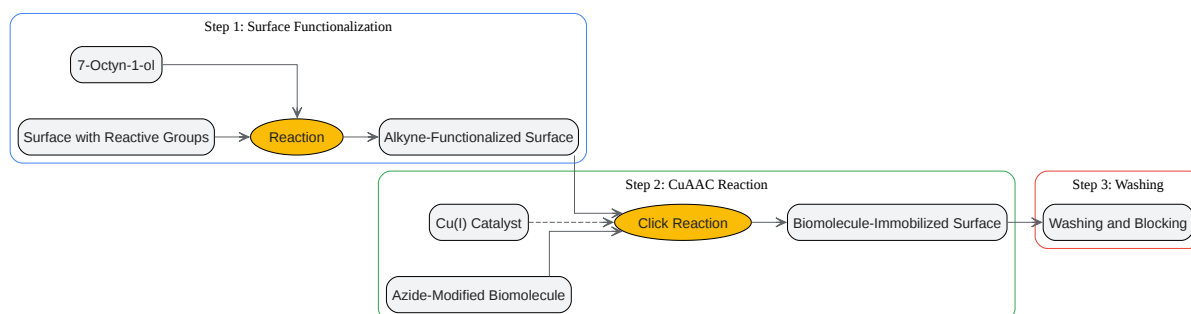 Step 1: Surface Functionalization
7-Octyn-1-ol
Surface with Reactive Groups
Reaction
Alkyne-Functionalized Surface
Step 2: CuAAC Reaction
Cu(I) Catalyst
Click Reaction
Biomolecule-Immobilized Surface
Azide-Modified Biomolecule
Step 3: Washing
Washing and Blocking